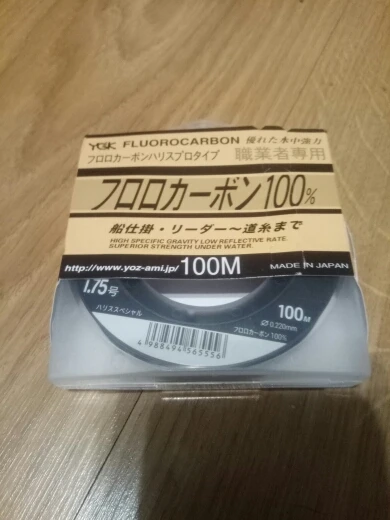 YGK FLUOROCARBON 優れた水中強力
フロロカーボンハリスプロタイプ 職業者専用
フロロカーボン100%
船仕掛・リーダー〜道糸まで
HIGH SPECIFIC GRAVITY LOW REFLECTIVE RATE.
SUPERIOR STRENGTH UNDER WATER.
http://www.yoz-ami.jp/ 100M MADE IN JAPAN
1.75号
ハリススペシャル
100M
Ø 0.220mm
フロロカーボン100%
4 988494 565556